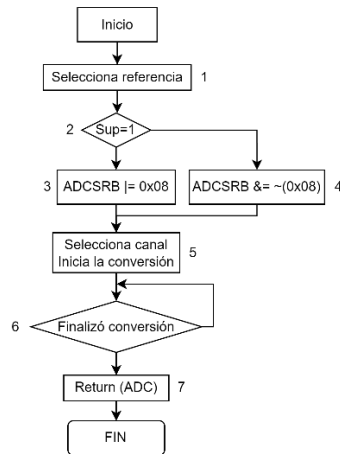 Inicio
Selecciona referencia
1
2
Sup=1
3
ADCSRB |= 0x08
ADCSRB &= ~(0x08)
4
Selecciona canal
Inicia la conversión
5
6
Finalizó conversión
Return (ADC)
7
FIN